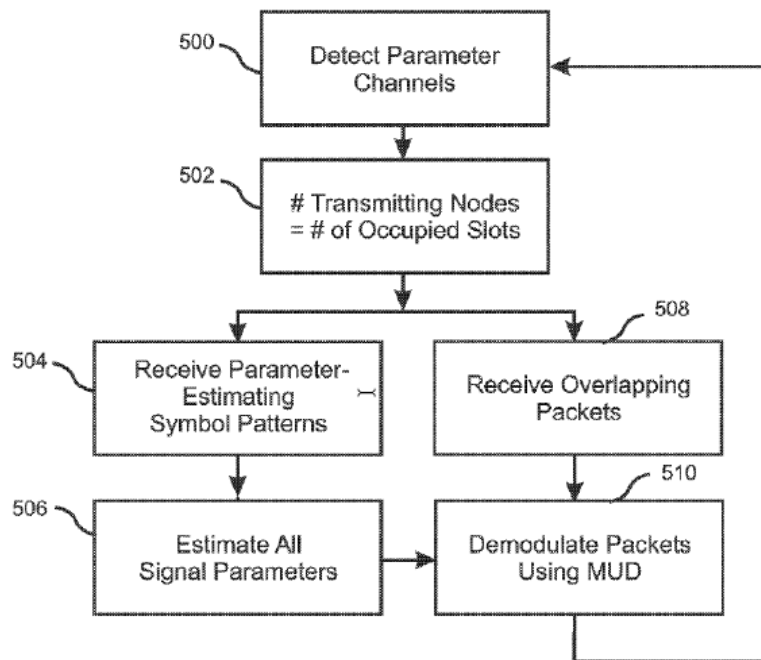 500
Detect Parameter
Channels
502
# Transmitting Nodes
= # of Occupied Slots
504
Receive Parameter-
Estimating
Symbol Patterns
508
Receive Overlapping
Packets
506
Estimate All
Signal Parameters
510
Demodulate Packets
Using MUD